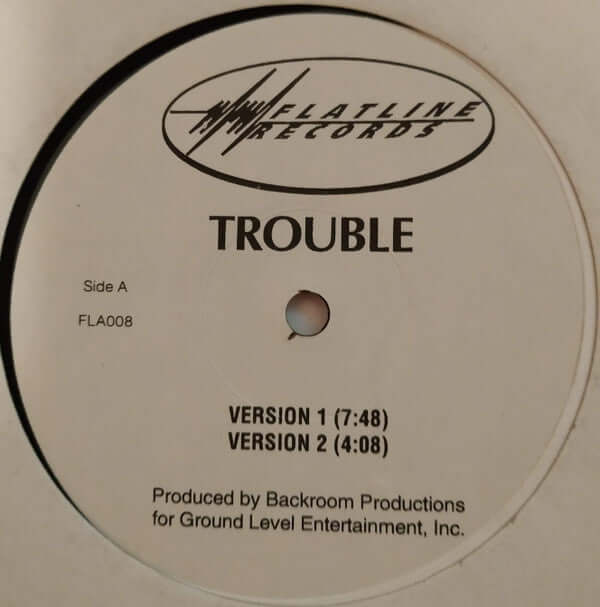 FLATLINE
RECORDS
TROUBLE
Side A
FLA008
VERSION 1 (7:48)
VERSION 2 (4:08)
Produced by Backroom Productions
for Ground Level Entertainment, Inc.